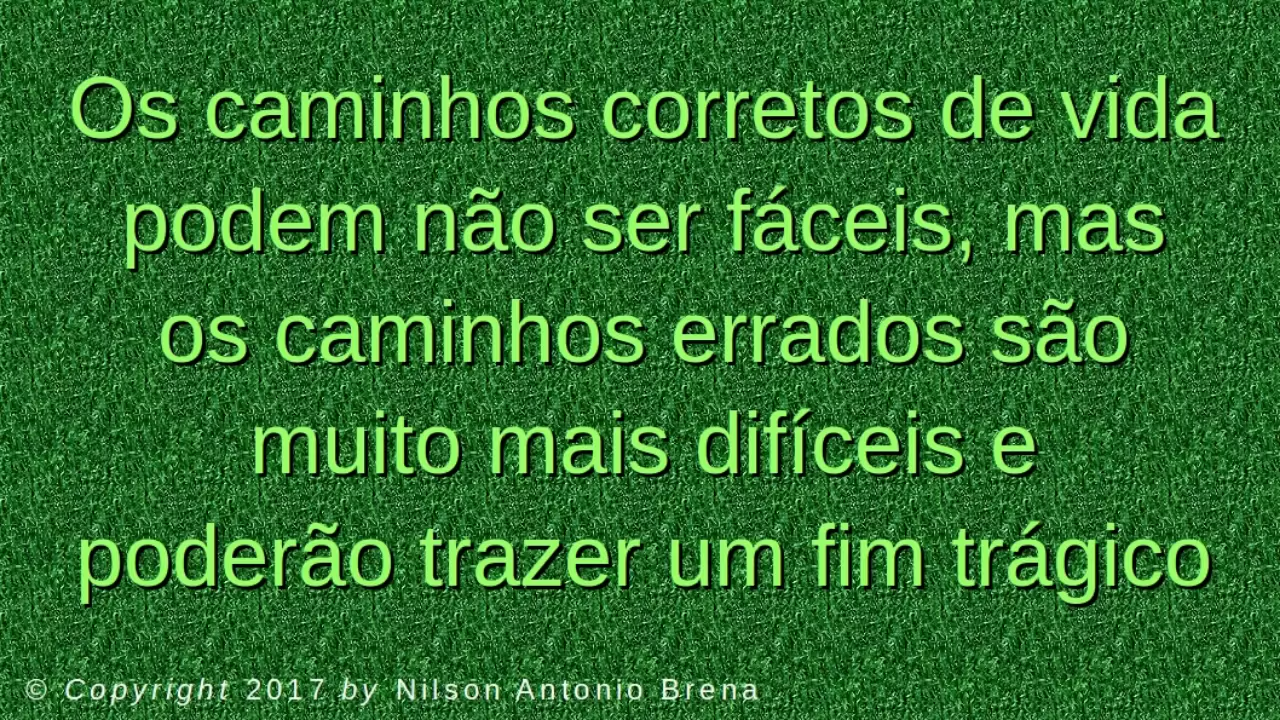 Os caminhos corretos de vida
podem não ser fáceis, mas
os caminhos errados são
muito mais difíceis e
poderão trazer um fim trágico
© Copyright 2017 by Nilson Antonio Brena